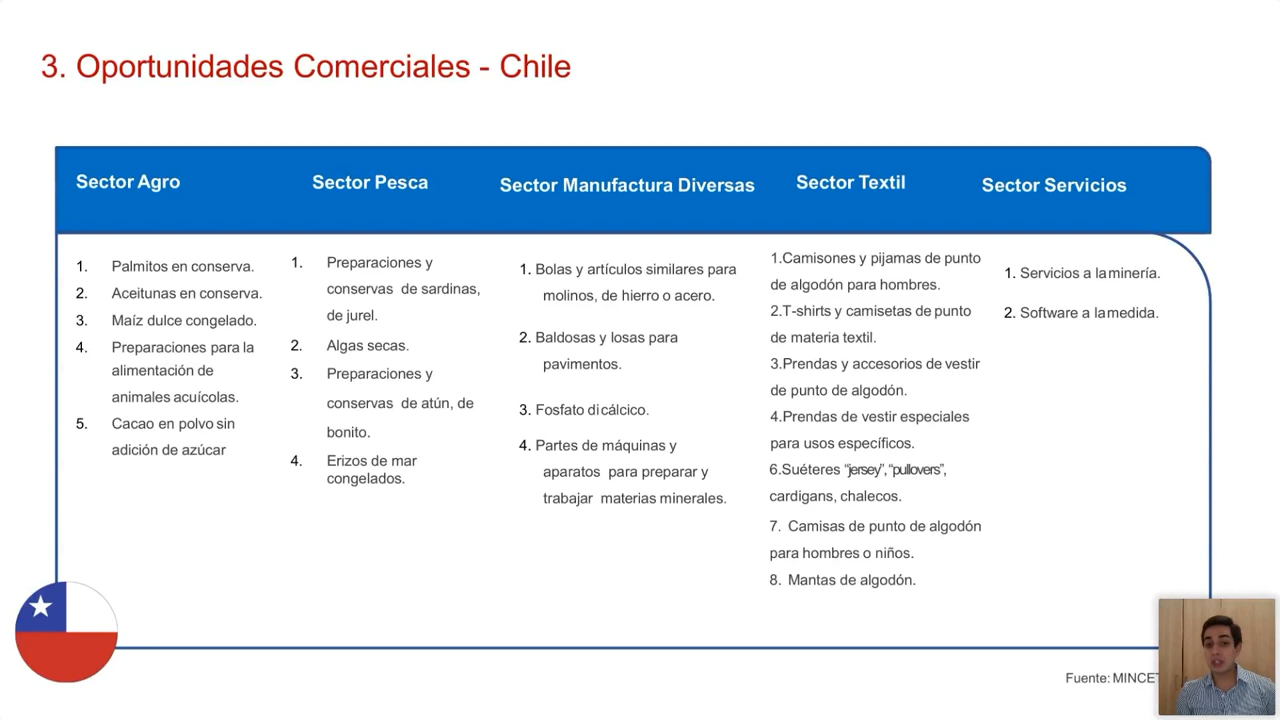 3. Oportunidades Comerciales - Chile
Sector Agro
Sector Pesca
Sector Manufactura Diversas
Sector Textil
Sector Servicios
1. Palmitos en conserva.
2. Aceitunas en conserva.
3. Maíz dulce congelado.
4. Preparaciones para la
alimentación de
animales acuícolas.
5. Cacao en polvo sin
adición de azúcar
1. Preparaciones y
conservas de sardinas,
de jurel.
2. Algas secas.
3. Preparaciones y
conservas de atún, de
bonito.
4. Erizos de mar
congelados.
1. Bolas y artículos similares para
molinos, de hierro o acero.
2. Baldosas y losas para
pavimentos.
3. Fosfato dicálcico.
4. Partes de máquinas y
aparatos para preparar y
trabajar materias minerales.
1.Camisones y pijamas de punto
de algodón para hombres.
2.T-shirts y camisetas de punto
de materia textil.
3.Prendas y accesorios de vestir
de punto de algodón.
4.Prendas de vestir especiales
para usos específicos.
6.Suéteres “jersey”, “pullovers”,
cardigans, chalecos.
7. Camisas de punto de algodón
para hombres o niños.
8. Mantas de algodón.
1. Servicios a la minería.
2. Software a la medida.
Fuente: